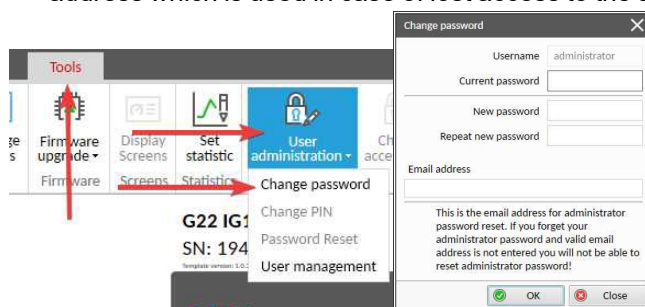 address which is used in case of lost access to the
Tools
Firmware upgrade
Display Screens
Set statistic
User administration
Firmware
Screens
Statistics
Change password
Change PIN
Password Reset
User management
G22 IG1
SN: 194
Change password
Username administrator
Current password
New password
Repeat new password
Email address
This is the email address for administrator
password reset. If you forget your
administrator password and valid email
address is not entered you will not be able to
reset administrator password!
OK Close